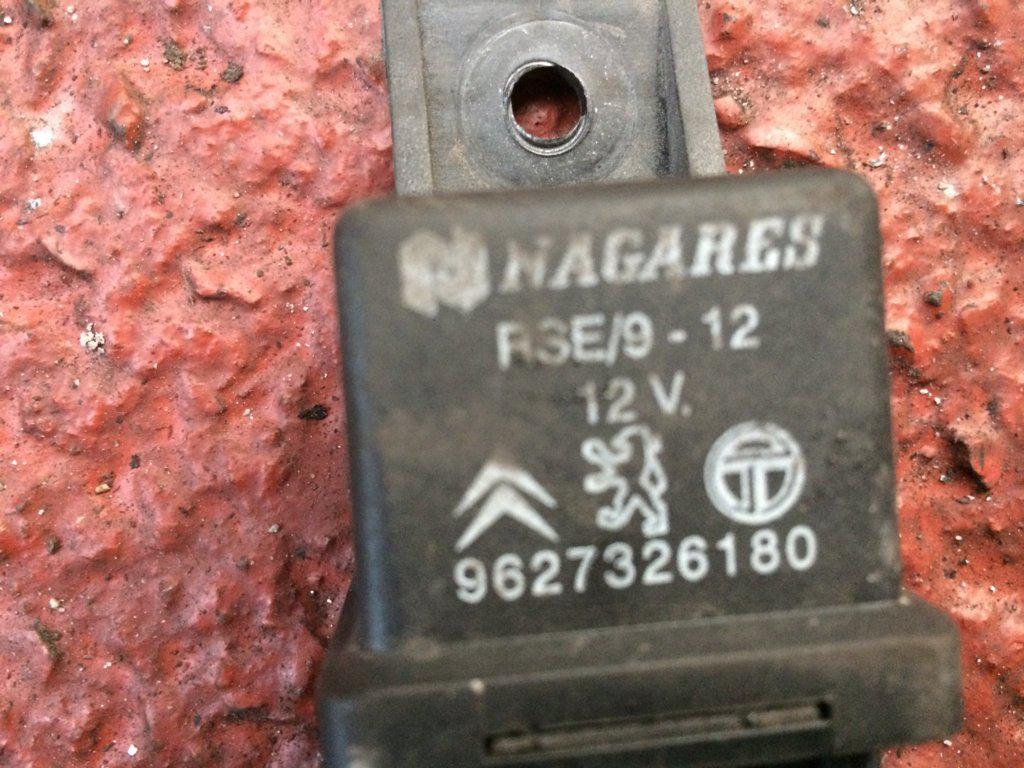 NAGARES
RSE/9 - 12
12 V.
9627326180